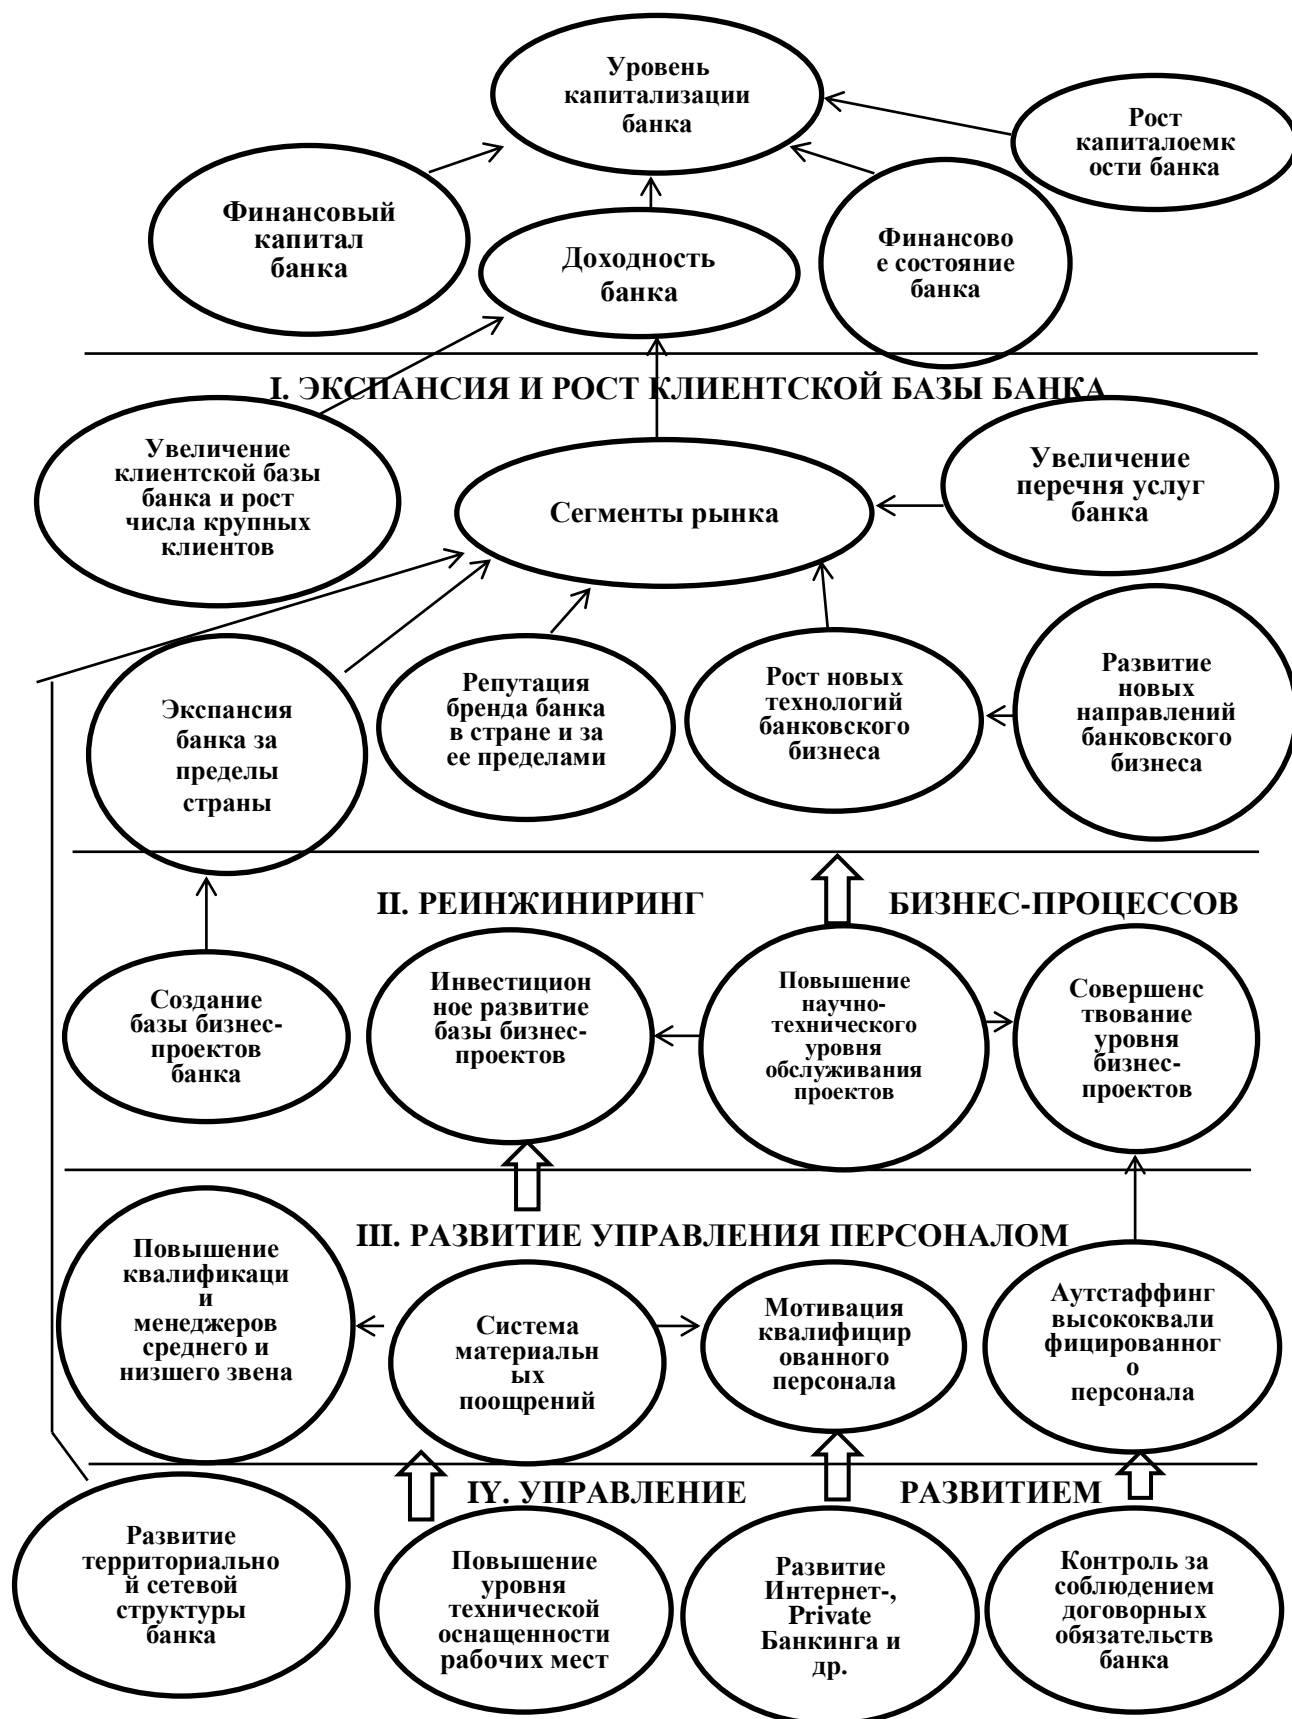 Уровень
капитализации
банка
Рост
капиталоемк
ости банка
Финансовый
капитал
банка
Доходность
банка
Финансово
е состояние
банка
I. ЭКСПАНСИЯ И РОСТ КЛИЕНТСКОЙ БАЗЫ БАНКА
Увеличение
клиентской базы
банка и рост
числа крупных
клиентов
Сегменты рынка
Увеличение
перечня услуг
банка
Экспансия
банка за
пределы
страны
Репутация
бренда банка
в стране и за
ее пределами
Рост новых
технологий
банковского
бизнеса
Развитие
новых
направлений
банковского
бизнеса
II. РЕИНЖИНИРИНГ БИЗНЕС-ПРОЦЕССОВ
Создание
базы бизнес-
проектов
банка
Инвестицион
ное развитие
базы бизнес-
проектов
Повышение
научно-
технического
уровня
обслуживания
проектов
Совершенс
твование
уровня
бизнес-
проектов
III. РАЗВИТИЕ УПРАВЛЕНИЯ ПЕРСОНАЛОМ
Повышение
квалификаци
и
менеджеров
среднего и
низшего звена
Система
материальн
ых
поощрений
Мотивация
квалифицир
ованного
персонала
Аутстаффинг
высококвали
фицированног
о
персонала
IY. УПРАВЛЕНИЕ РАЗВИТИЕМ
Развитие
территориально
й сетевой
структуры
банка
Повышение
уровня
технической
оснащенности
рабочих мест
Развитие
Интернет-,
Private
Банкинга и
др.
Контроль за
соблюдением
договорных
обязательств
банка